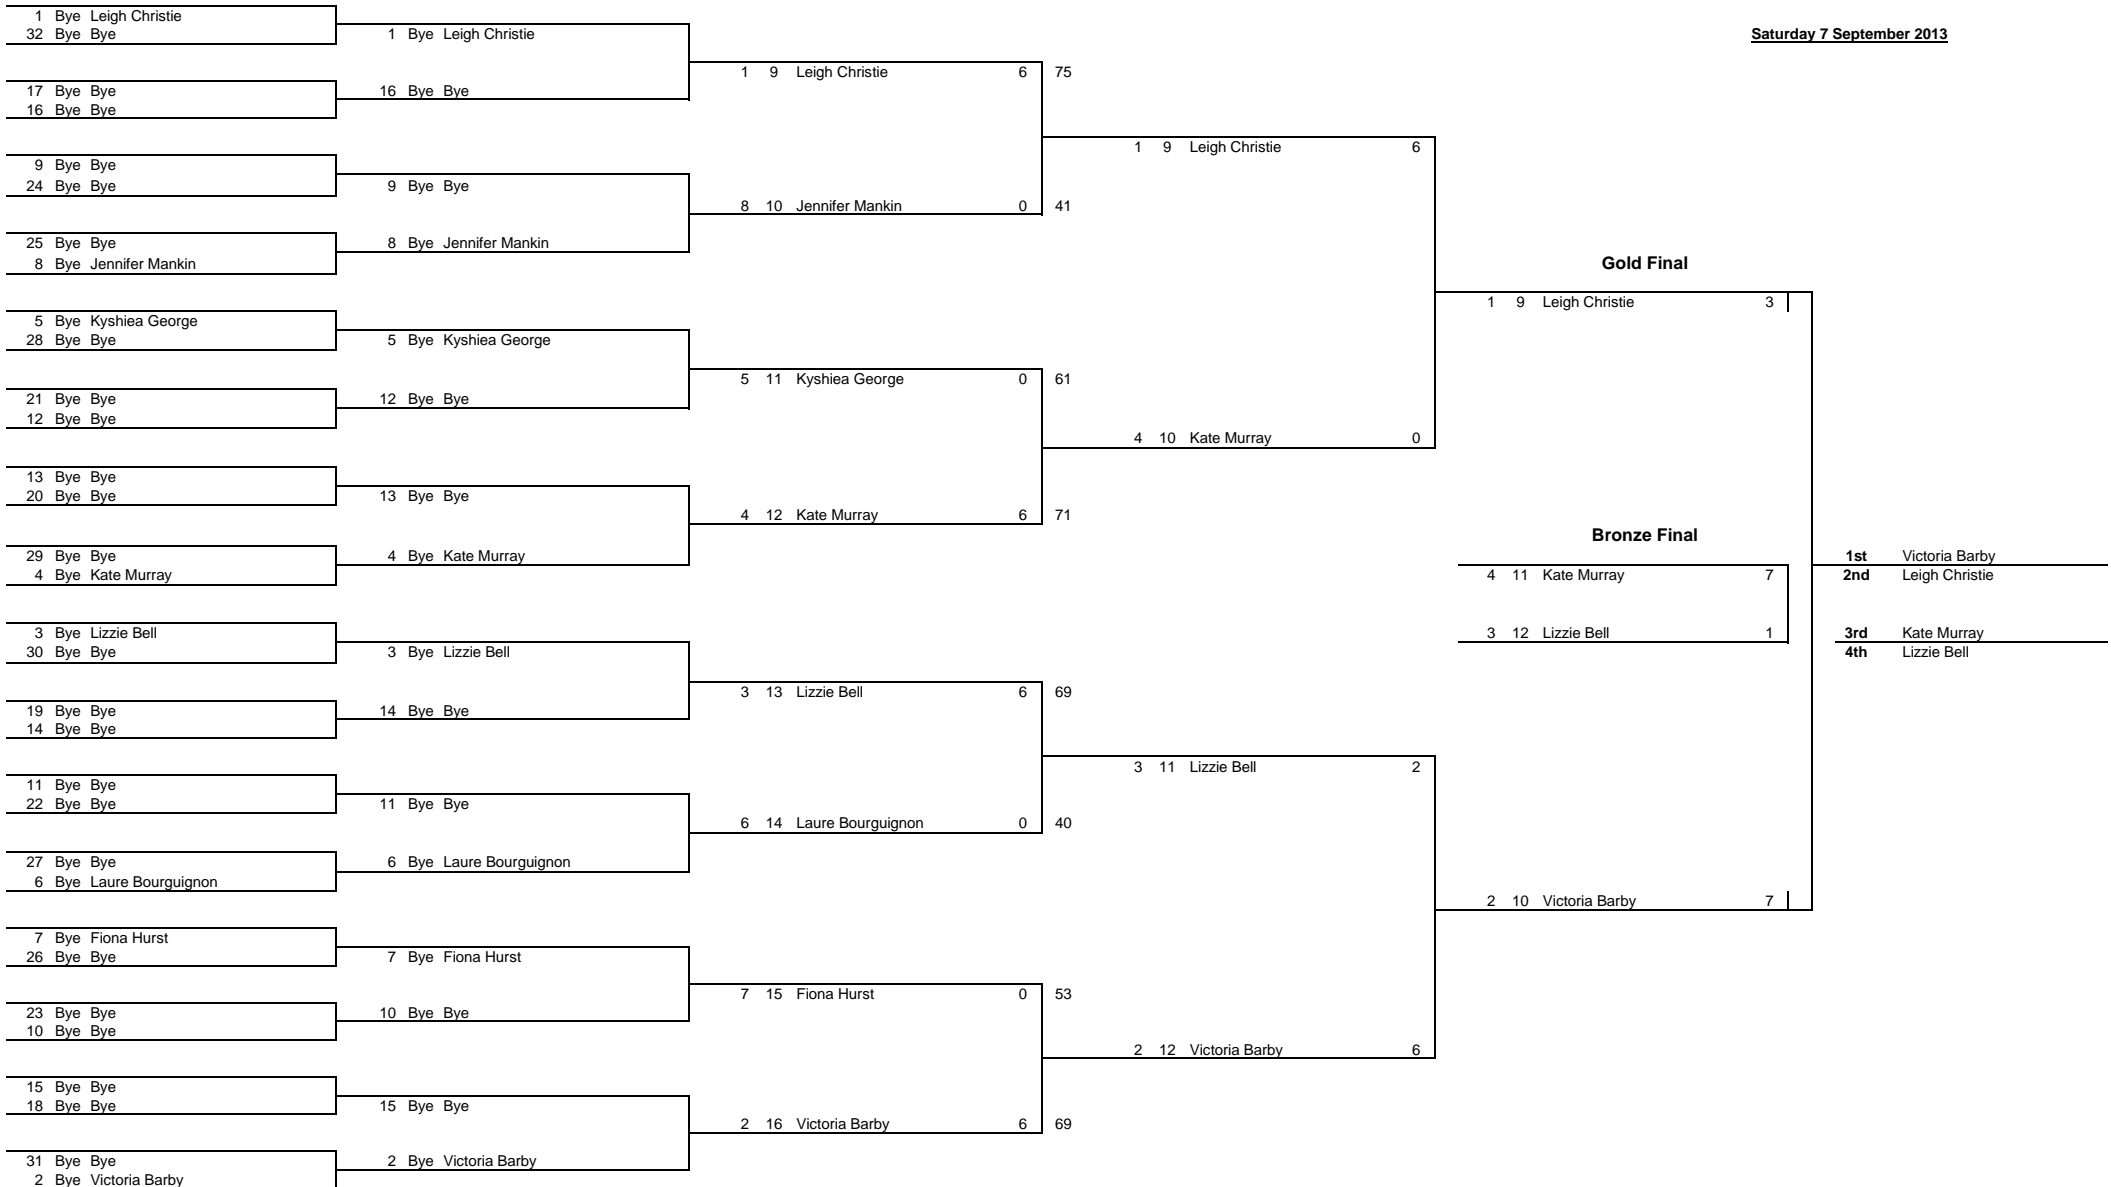 Saturday 7 September 2013
1 Bye Leigh Christie
32 Bye Bye
17 Bye Bye
16 Bye Bye
9 Bye Bye
24 Bye Bye
25 Bye Bye
8 Bye Jennifer Mankin
5 Bye Kyshiea George
28 Bye Bye
21 Bye Bye
12 Bye Bye
13 Bye Bye
20 Bye Bye
29 Bye Bye
4 Bye Kate Murray
3 Bye Lizzie Bell
30 Bye Bye
19 Bye Bye
14 Bye Bye
11 Bye Bye
22 Bye Bye
27 Bye Bye
6 Bye Laure Bourguignon
7 Bye Fiona Hurst
26 Bye Bye
23 Bye Bye
10 Bye Bye
15 Bye Bye
18 Bye Bye
31 Bye Bye
2 Bye Victoria Barby
1 Bye Leigh Christie
16 Bye Bye
9 Bye Bye
8 Bye Jennifer Mankin
5 Bye Kyshiea George
12 Bye Bye
13 Bye Bye
4 Bye Kate Murray
3 Bye Lizzie Bell
14 Bye Bye
11 Bye Bye
6 Bye Laure Bourguignon
7 Bye Fiona Hurst
10 Bye Bye
15 Bye Bye
2 Bye Victoria Barby
1 9 Leigh Christie 6 75
8 10 Jennifer Mankin 0 41
5 11 Kyshiea George 0 61
4 12 Kate Murray 6 71
3 13 Lizzie Bell 6 69
6 14 Laure Bourguignon 0 40
7 15 Fiona Hurst 0 53
2 16 Victoria Barby 6 69
1 9 Leigh Christie 6
4 10 Kate Murray 0
3 11 Lizzie Bell 2
2 12 Victoria Barby 6
Gold Final
1 9 Leigh Christie 3
2 10 Victoria Barby 7
Bronze Final
4 11 Kate Murray 7
3 12 Lizzie Bell 1
1st Victoria Barby
2nd Leigh Christie
3rd Kate Murray
4th Lizzie Bell